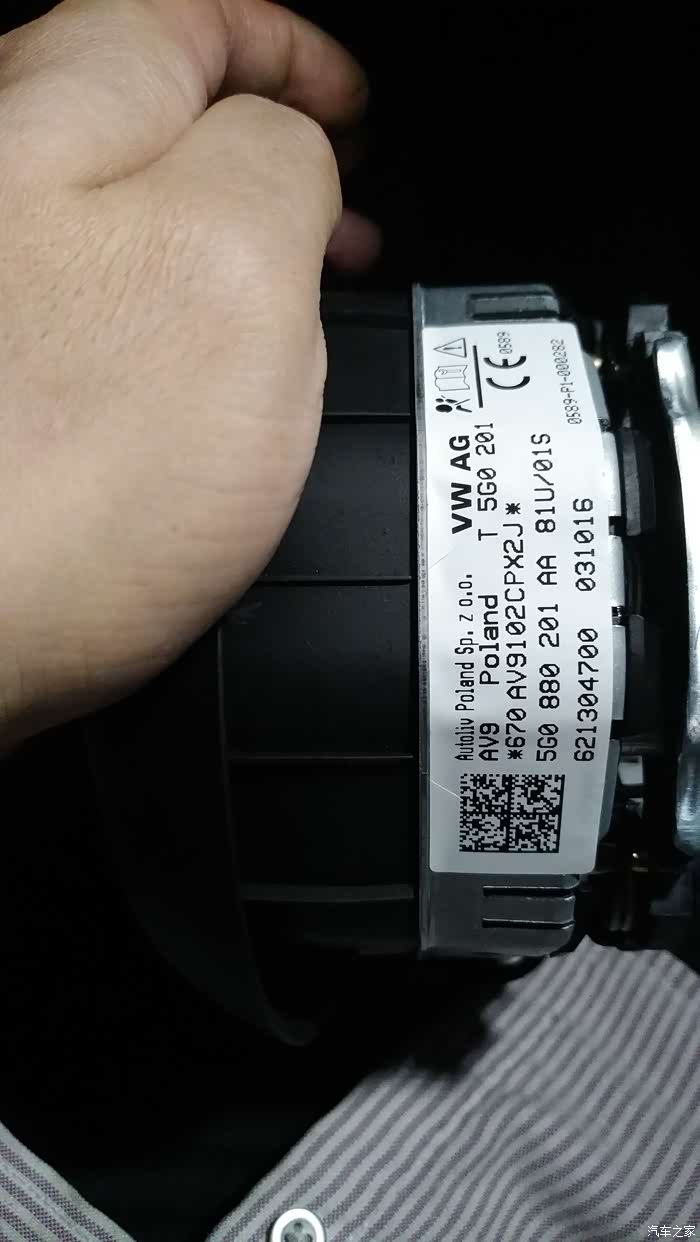 VW AG
Autoliv Poland Sp. z o.o.
AV9 Poland T 5G0 201
*670 AV9102CPX2J*
5G0 880 201 AA 81U/01S
621304700 031016
CE 0589
0589-P1-000282
汽车之家